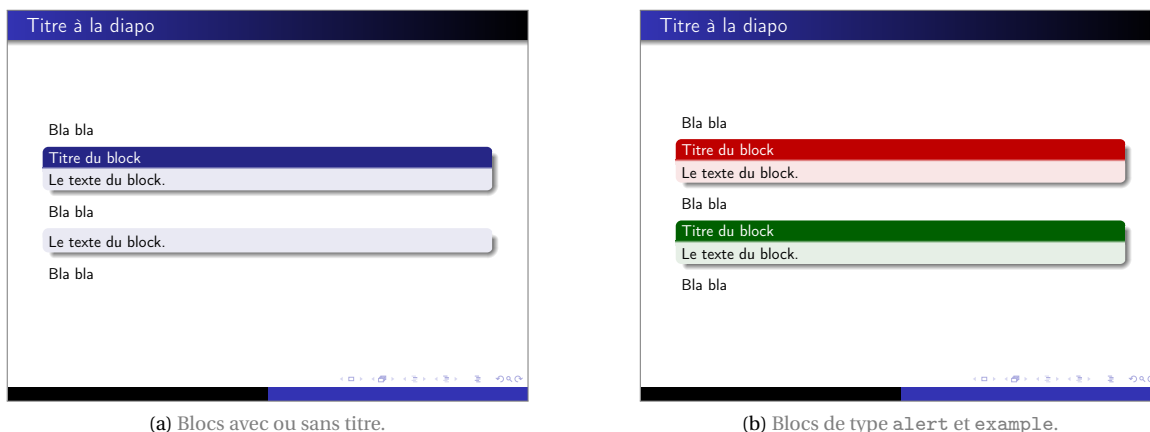 Titre à la diapo
Bla bla
Titre du block
Le texte du block.
Bla bla
Le texte du block.
Bla bla
(a) Blocs avec ou sans titre.
Titre à la diapo
Bla bla
Titre du block
Le texte du block.
Bla bla
Titre du block
Le texte du block.
Bla bla
(b) Blocs de type alert et example.